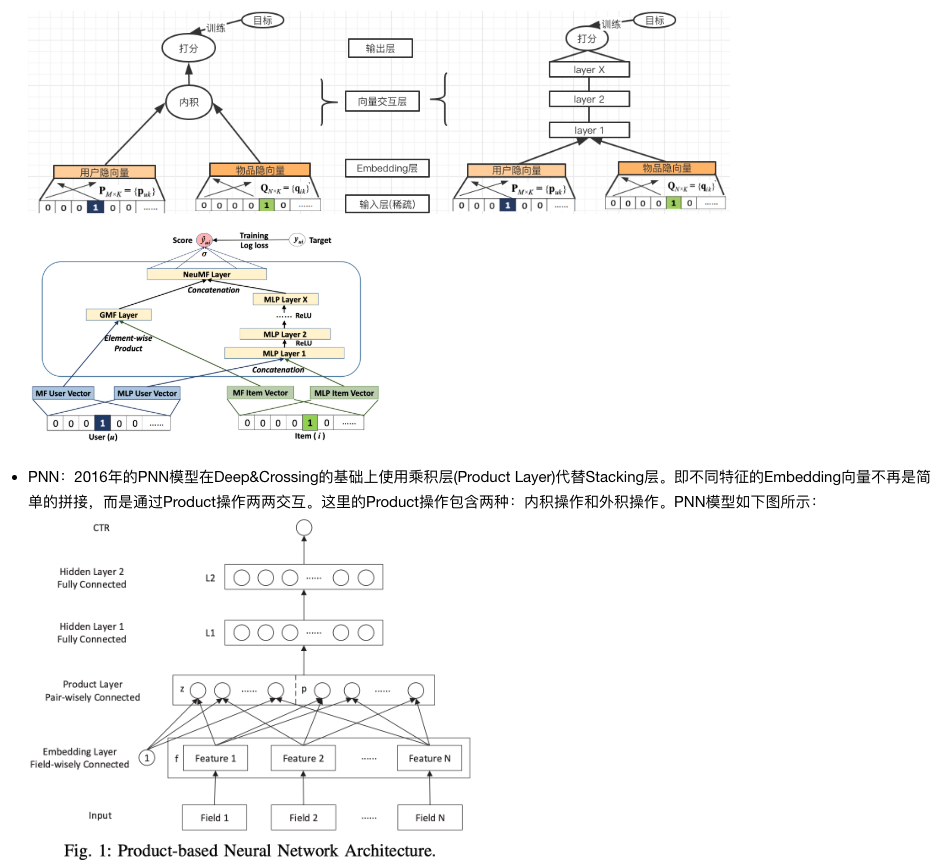 目标
训练
打分
内积
用户隐向量
物品隐向量
P_{M×K} = {p_{uk}}
Q_{N×K} = {q_{ik}}
0 0 0 1 0 0 ......
0 0 0 0 1 0 ......
输出层
向量交互层
Embedding层
输入层(稀疏)
目标
训练
打分
layer X
layer 2
layer 1
用户隐向量
物品隐向量
P_{M×K} = {p_{uk}}
Q_{N×K} = {q_{ik}}
0 0 0 1 0 0 ......
0 0 0 0 1 0 ......
Score ŷ_{ui} Training y_{ui} Target
Log loss
σ
NeuMF Layer
Concatenation
MLP Layer X
GMF Layer
...... ReLU
Element-wise
Product
MLP Layer 2
ReLU
MLP Layer 1
Concatenation
MF User Vector
MLP User Vector
MF Item Vector
MLP Item Vector
0 0 0 1 0 0 ......
0 0 0 0 1 0 ......
User (u)
Item ( i )
• PNN：2016年的PNN模型在Deep&Crossing的基础上使用乘积层(Product Layer)代替Stacking层。即不同特征的Embedding向量不再是简
单的拼接，而是通过Product操作两两交互。这里的Product操作包含两种：内积操作和外积操作。PNN模型如下图所示：
CTR
Hidden Layer 2
Fully Connected
L2 ......
Hidden Layer 1
Fully Connected
L1 ......
Product Layer
Pair-wisely Connected
z ...... p ......
Embedding Layer
Field-wisely Connected
1 f Feature 1 Feature 2 ...... Feature N
Input Field 1 Field 2 ...... Field N
Fig. 1: Product-based Neural Network Architecture.